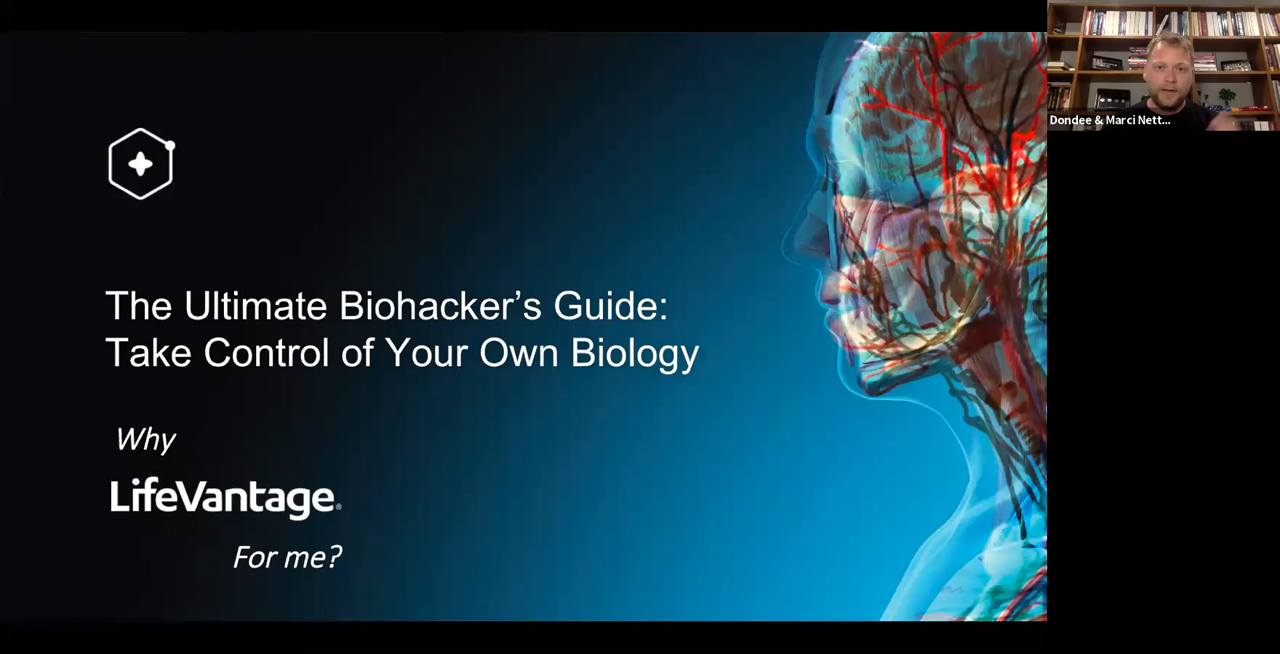 The Ultimate Biohacker’s Guide:
Take Control of Your Own Biology
Why
LifeVantage®
For me?
Dondee & Marci Nett...